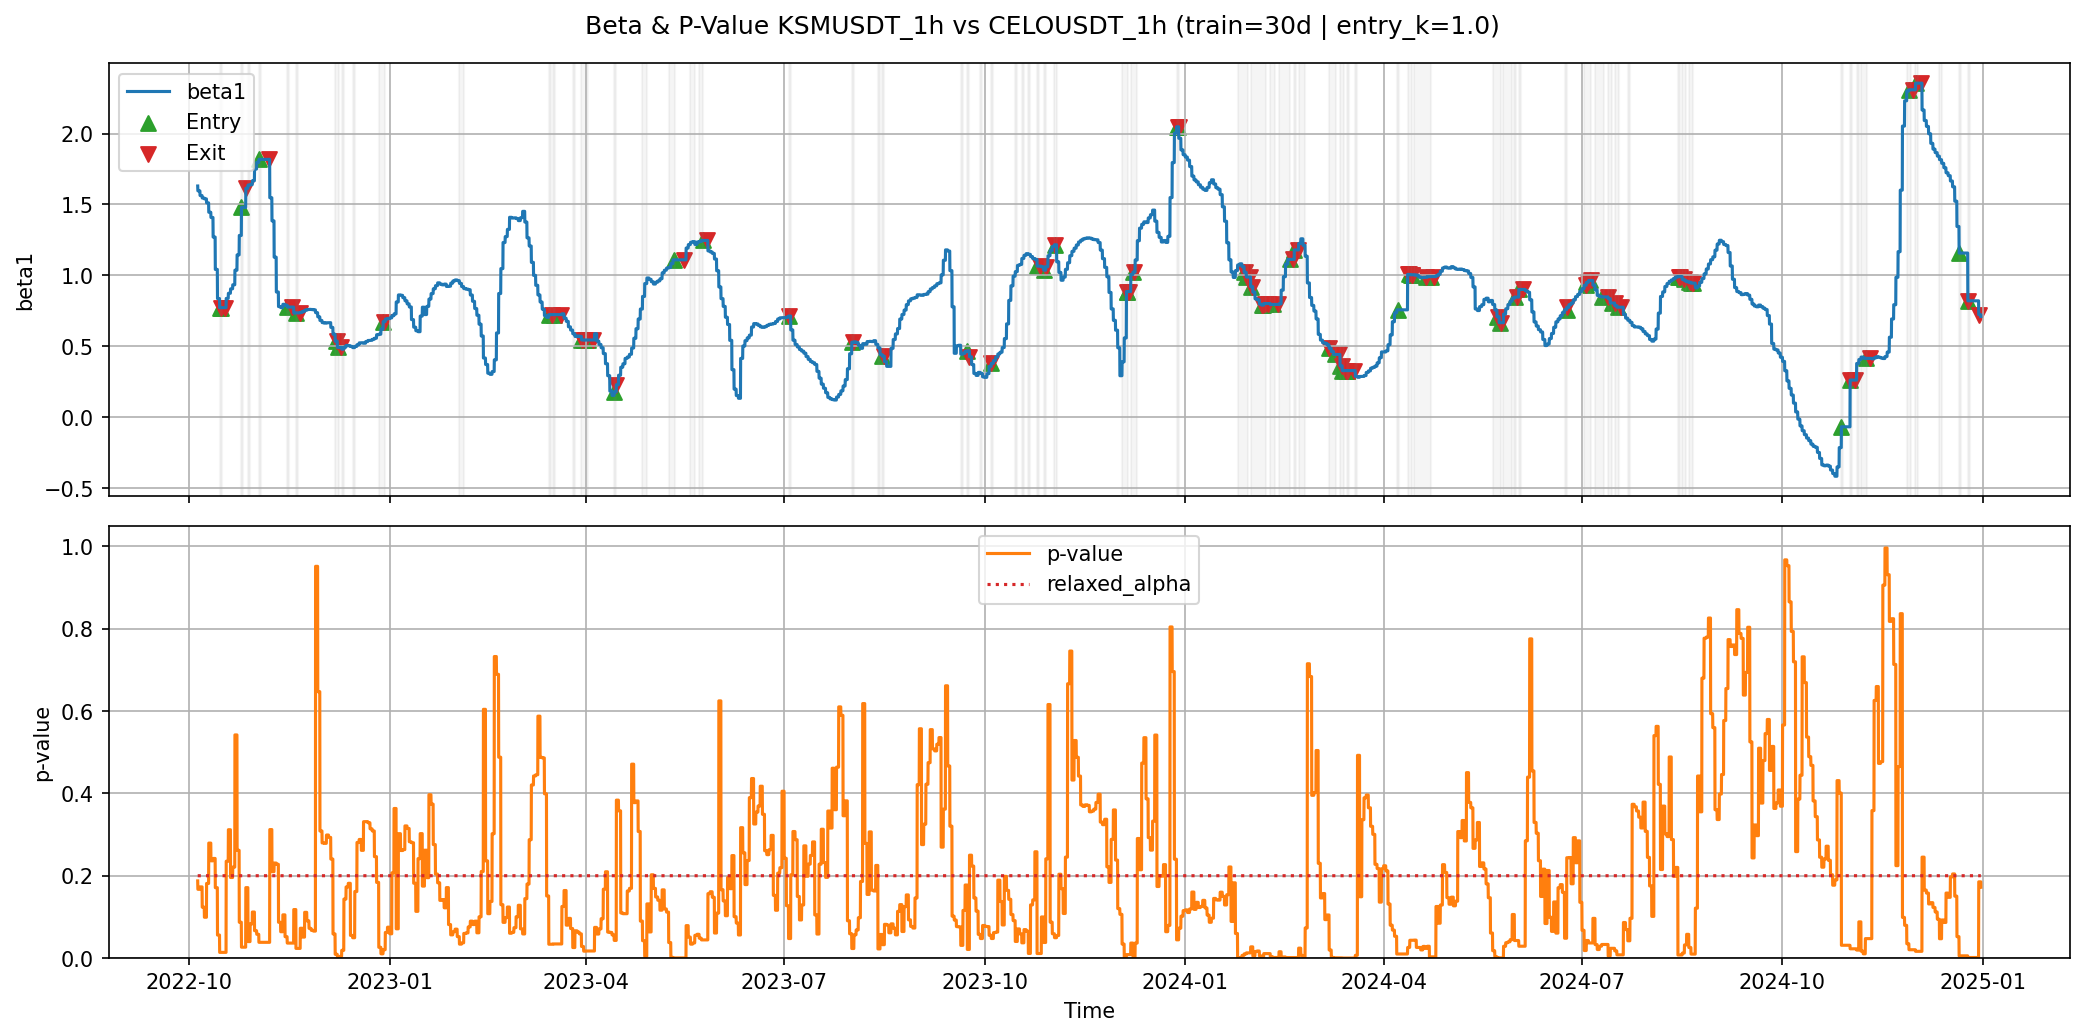 Beta & P-Value KSMUSDT_1h vs CELOUSDT_1h (train=30d | entry_k=1.0)
beta1
Entry
Exit
2.0
1.5
1.0
0.5
0.0
−0.5
beta1
p-value
relaxed_alpha
1.0
0.8
0.6
0.4
0.2
0.0
p-value
2022-10 2023-01 2023-04 2023-07 2023-10 2024-01 2024-04 2024-07 2024-10 2025-01
Time